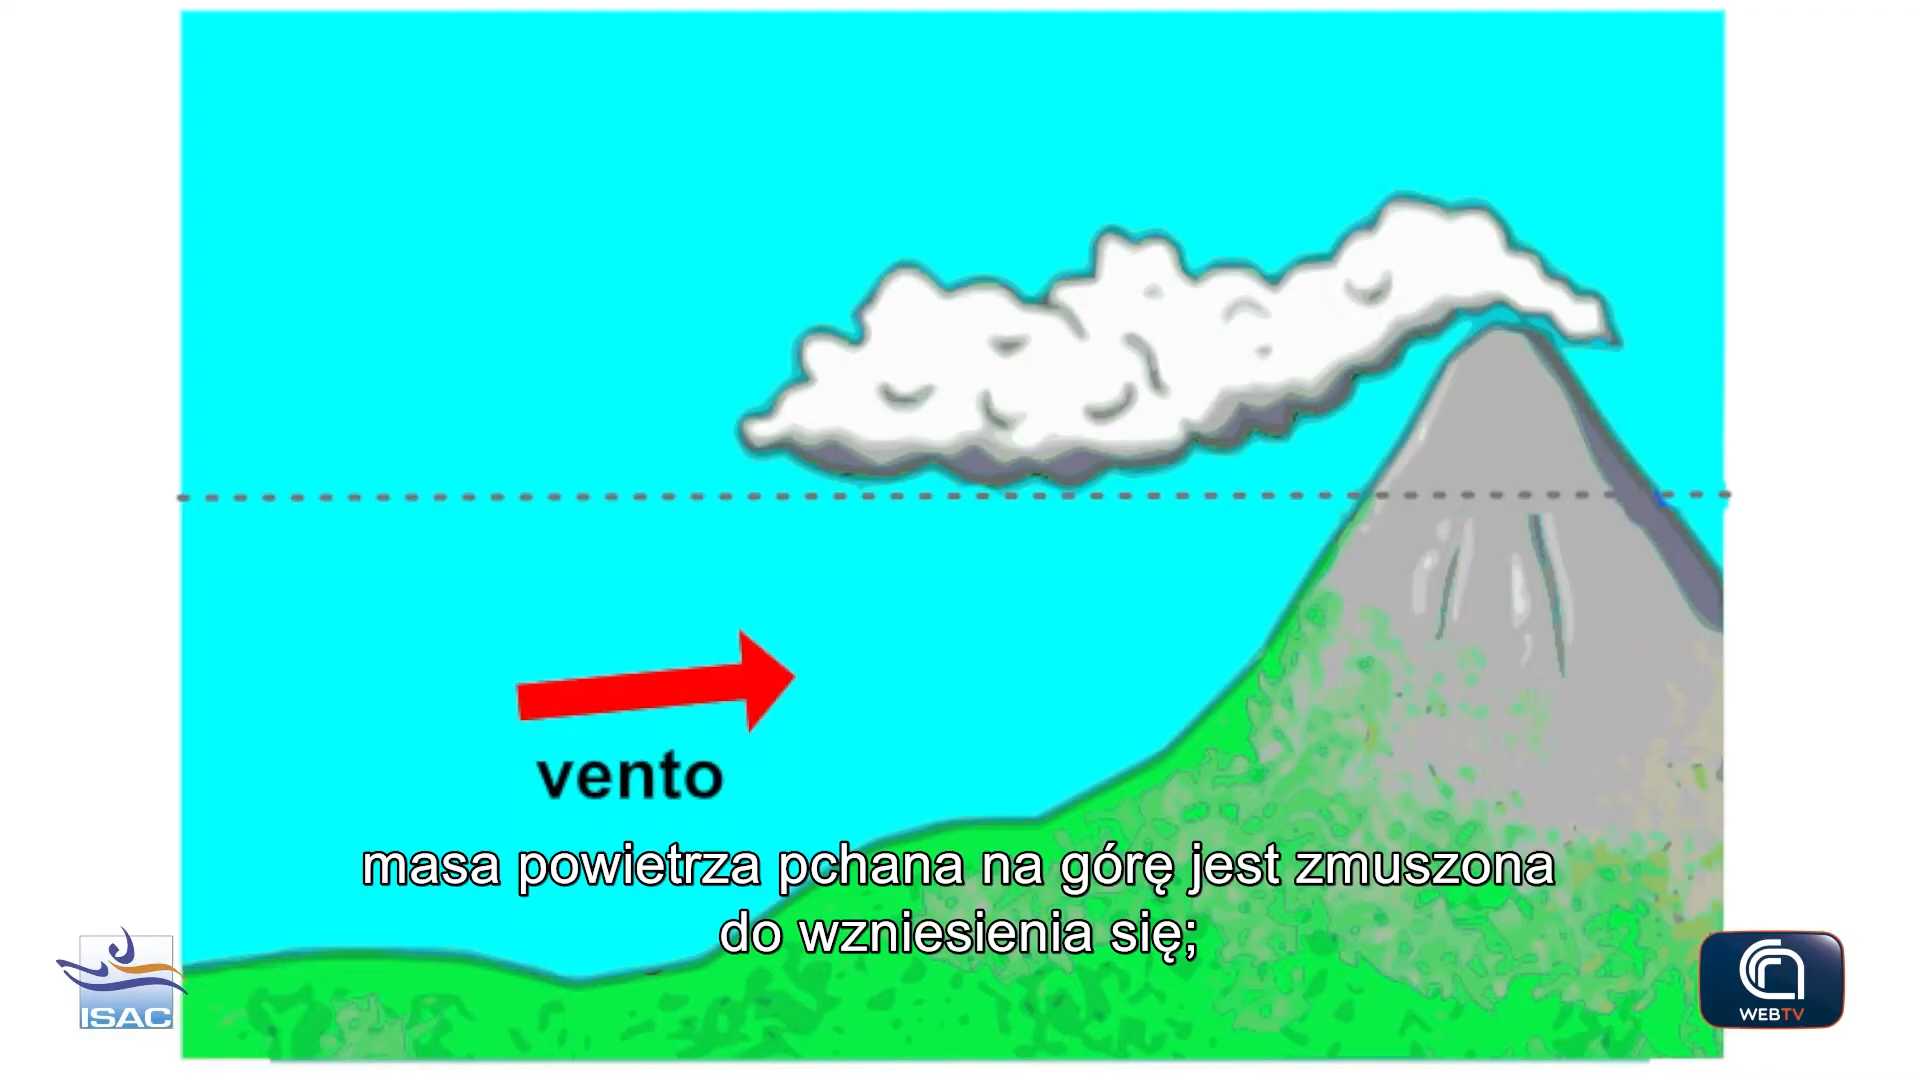 vento
masa powietrza pchana na górę jest zmuszona
do wzniesienia się;
ISAC
WEBTV